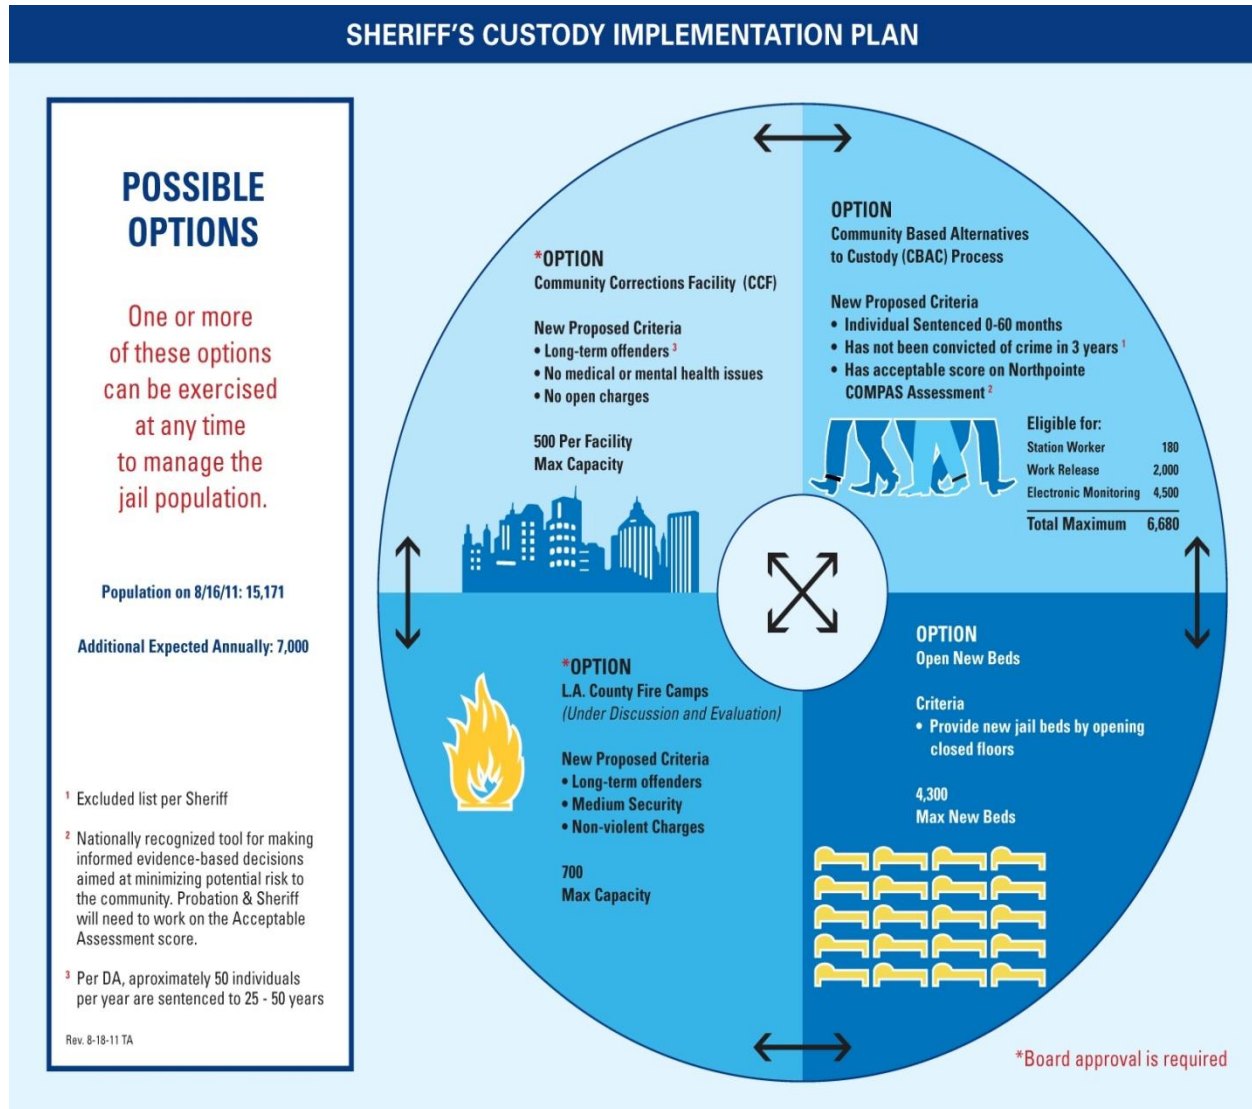 SHERIFF'S CUSTODY IMPLEMENTATION PLAN
POSSIBLE
OPTIONS
One or more
of these options
can be exercised
at any time
to manage the
jail population.
Population on 8/16/11: 15,171
Additional Expected Annually: 7,000
1 Excluded list per Sheriff
2 Nationally recognized tool for making
informed evidence-based decisions
aimed at minimizing potential risk to
the community. Probation & Sheriff
will need to work on the Acceptable
Assessment score.
3 Per DA, aproximately 50 individuals
per year are sentenced to 25 - 50 years
Rev. 8-18-11 TA
*OPTION
Community Corrections Facility (CCF)
New Proposed Criteria
• Long-term offenders 3
• No medical or mental health issues
• No open charges
500 Per Facility
Max Capacity
OPTION
Community Based Alternatives
to Custody (CBAC) Process
New Proposed Criteria
• Individual Sentenced 0-60 months
• Has not been convicted of crime in 3 years 1
• Has acceptable score on Northpointe
COMPAS Assessment 2
Eligible for:
Station Worker 180
Work Release 2,000
Electronic Monitoring 4,500
Total Maximum 6,680
*OPTION
L.A. County Fire Camps
(Under Discussion and Evaluation)
New Proposed Criteria
• Long-term offenders
• Medium Security
• Non-violent Charges
700
Max Capacity
OPTION
Open New Beds
Criteria
• Provide new jail beds by opening
closed floors
4,300
Max New Beds
*Board approval is required